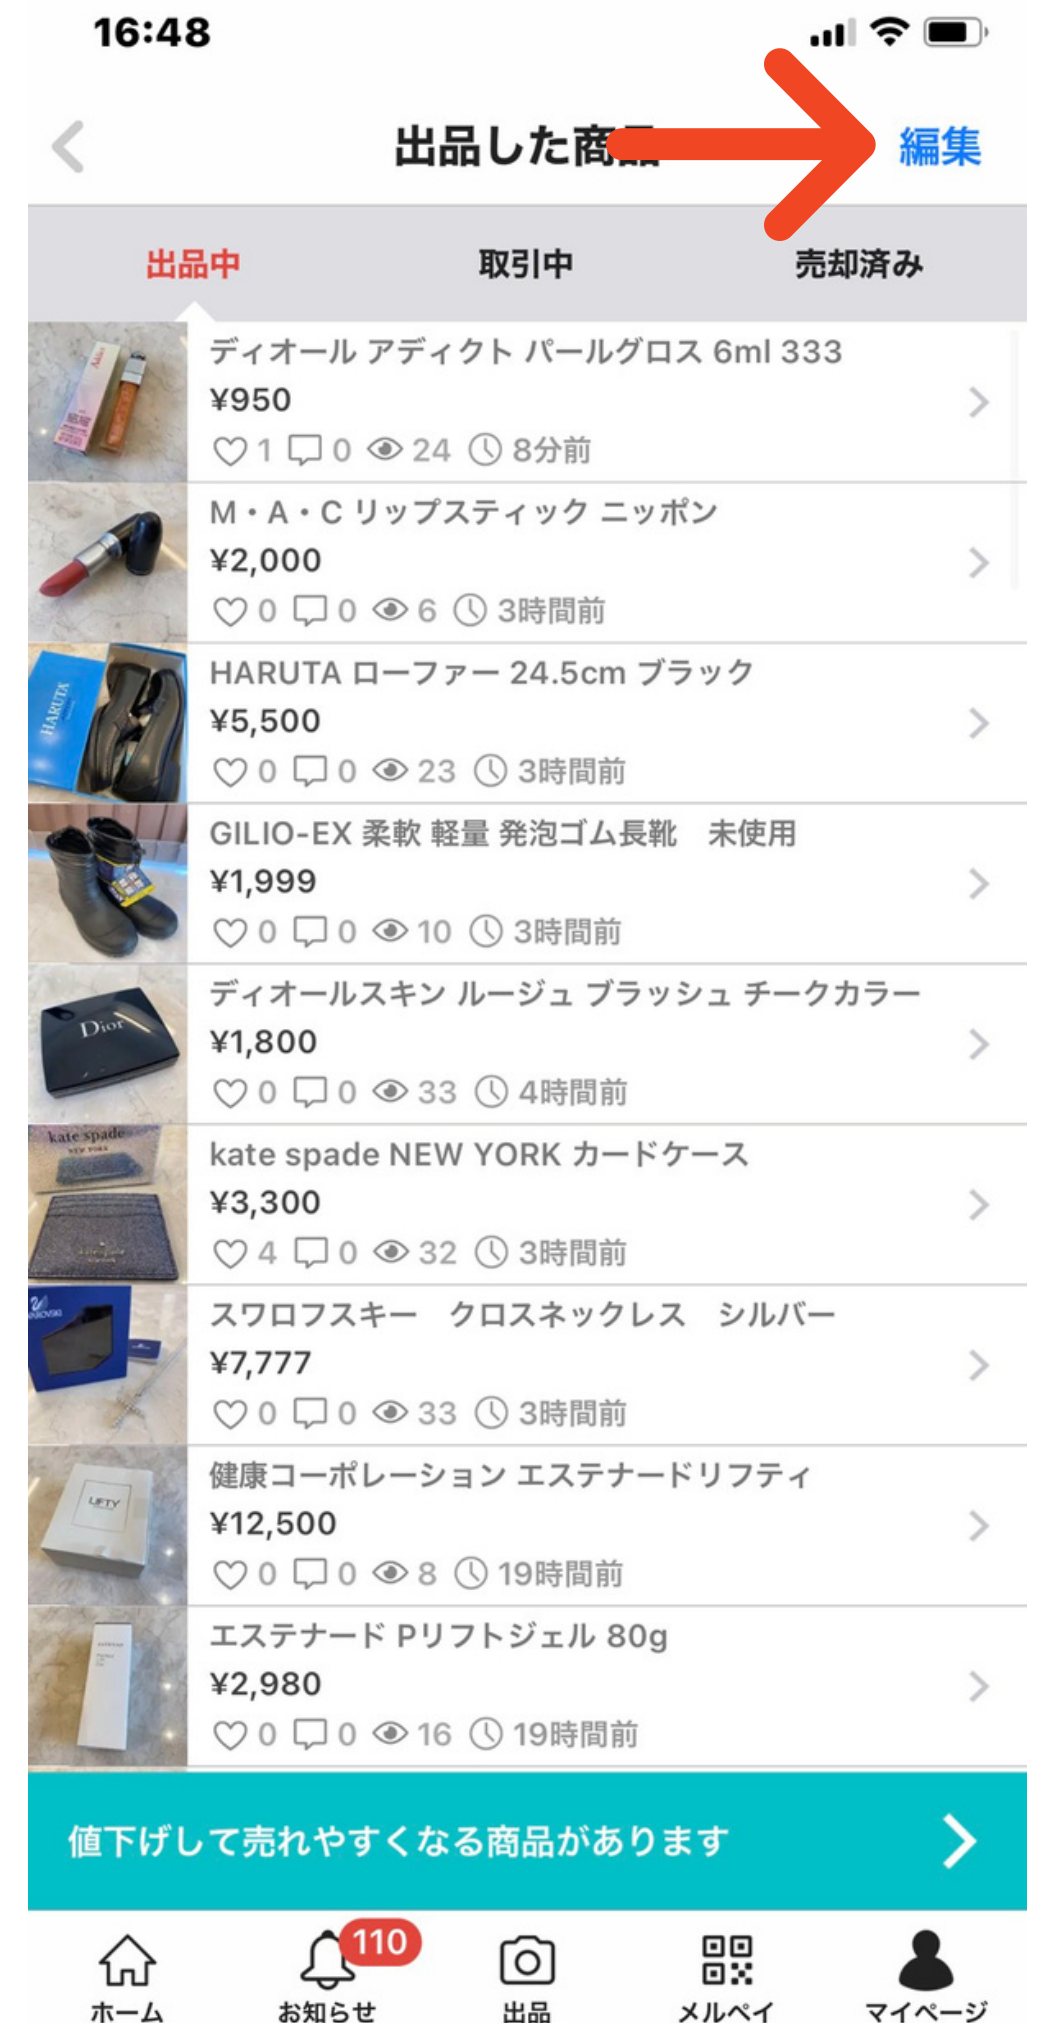 16:48
出品した商品
編集
出品中
取引中
売却済み
ディオール アディクト パールグロス 6ml 333
¥950
1 0 24 8分前
M・A・C リップスティック ニッポン
¥2,000
0 0 6 3時間前
HARUTA
HARUTA ローファー 24.5cm ブラック
¥5,500
0 0 23 3時間前
GILIO-EX 柔軟 軽量 発泡ゴム長靴　未使用
¥1,999
0 0 10 3時間前
Dior
ディオールスキン ルージュ ブラッシュ チークカラー
¥1,800
0 0 33 4時間前
kate spade
NEW YORK
kate spade NEW YORK カードケース
¥3,300
4 0 32 3時間前
スワロフスキー　クロスネックレス　シルバー
¥7,777
0 0 33 3時間前
LIFTY
健康コーポレーション エステナードリフティ
¥12,500
0 0 8 19時間前
エステナード Pリフトジェル 80g
¥2,980
0 0 16 19時間前
値下げして売れやすくなる商品があります
110
ホーム
お知らせ
出品
メルペイ
マイページ